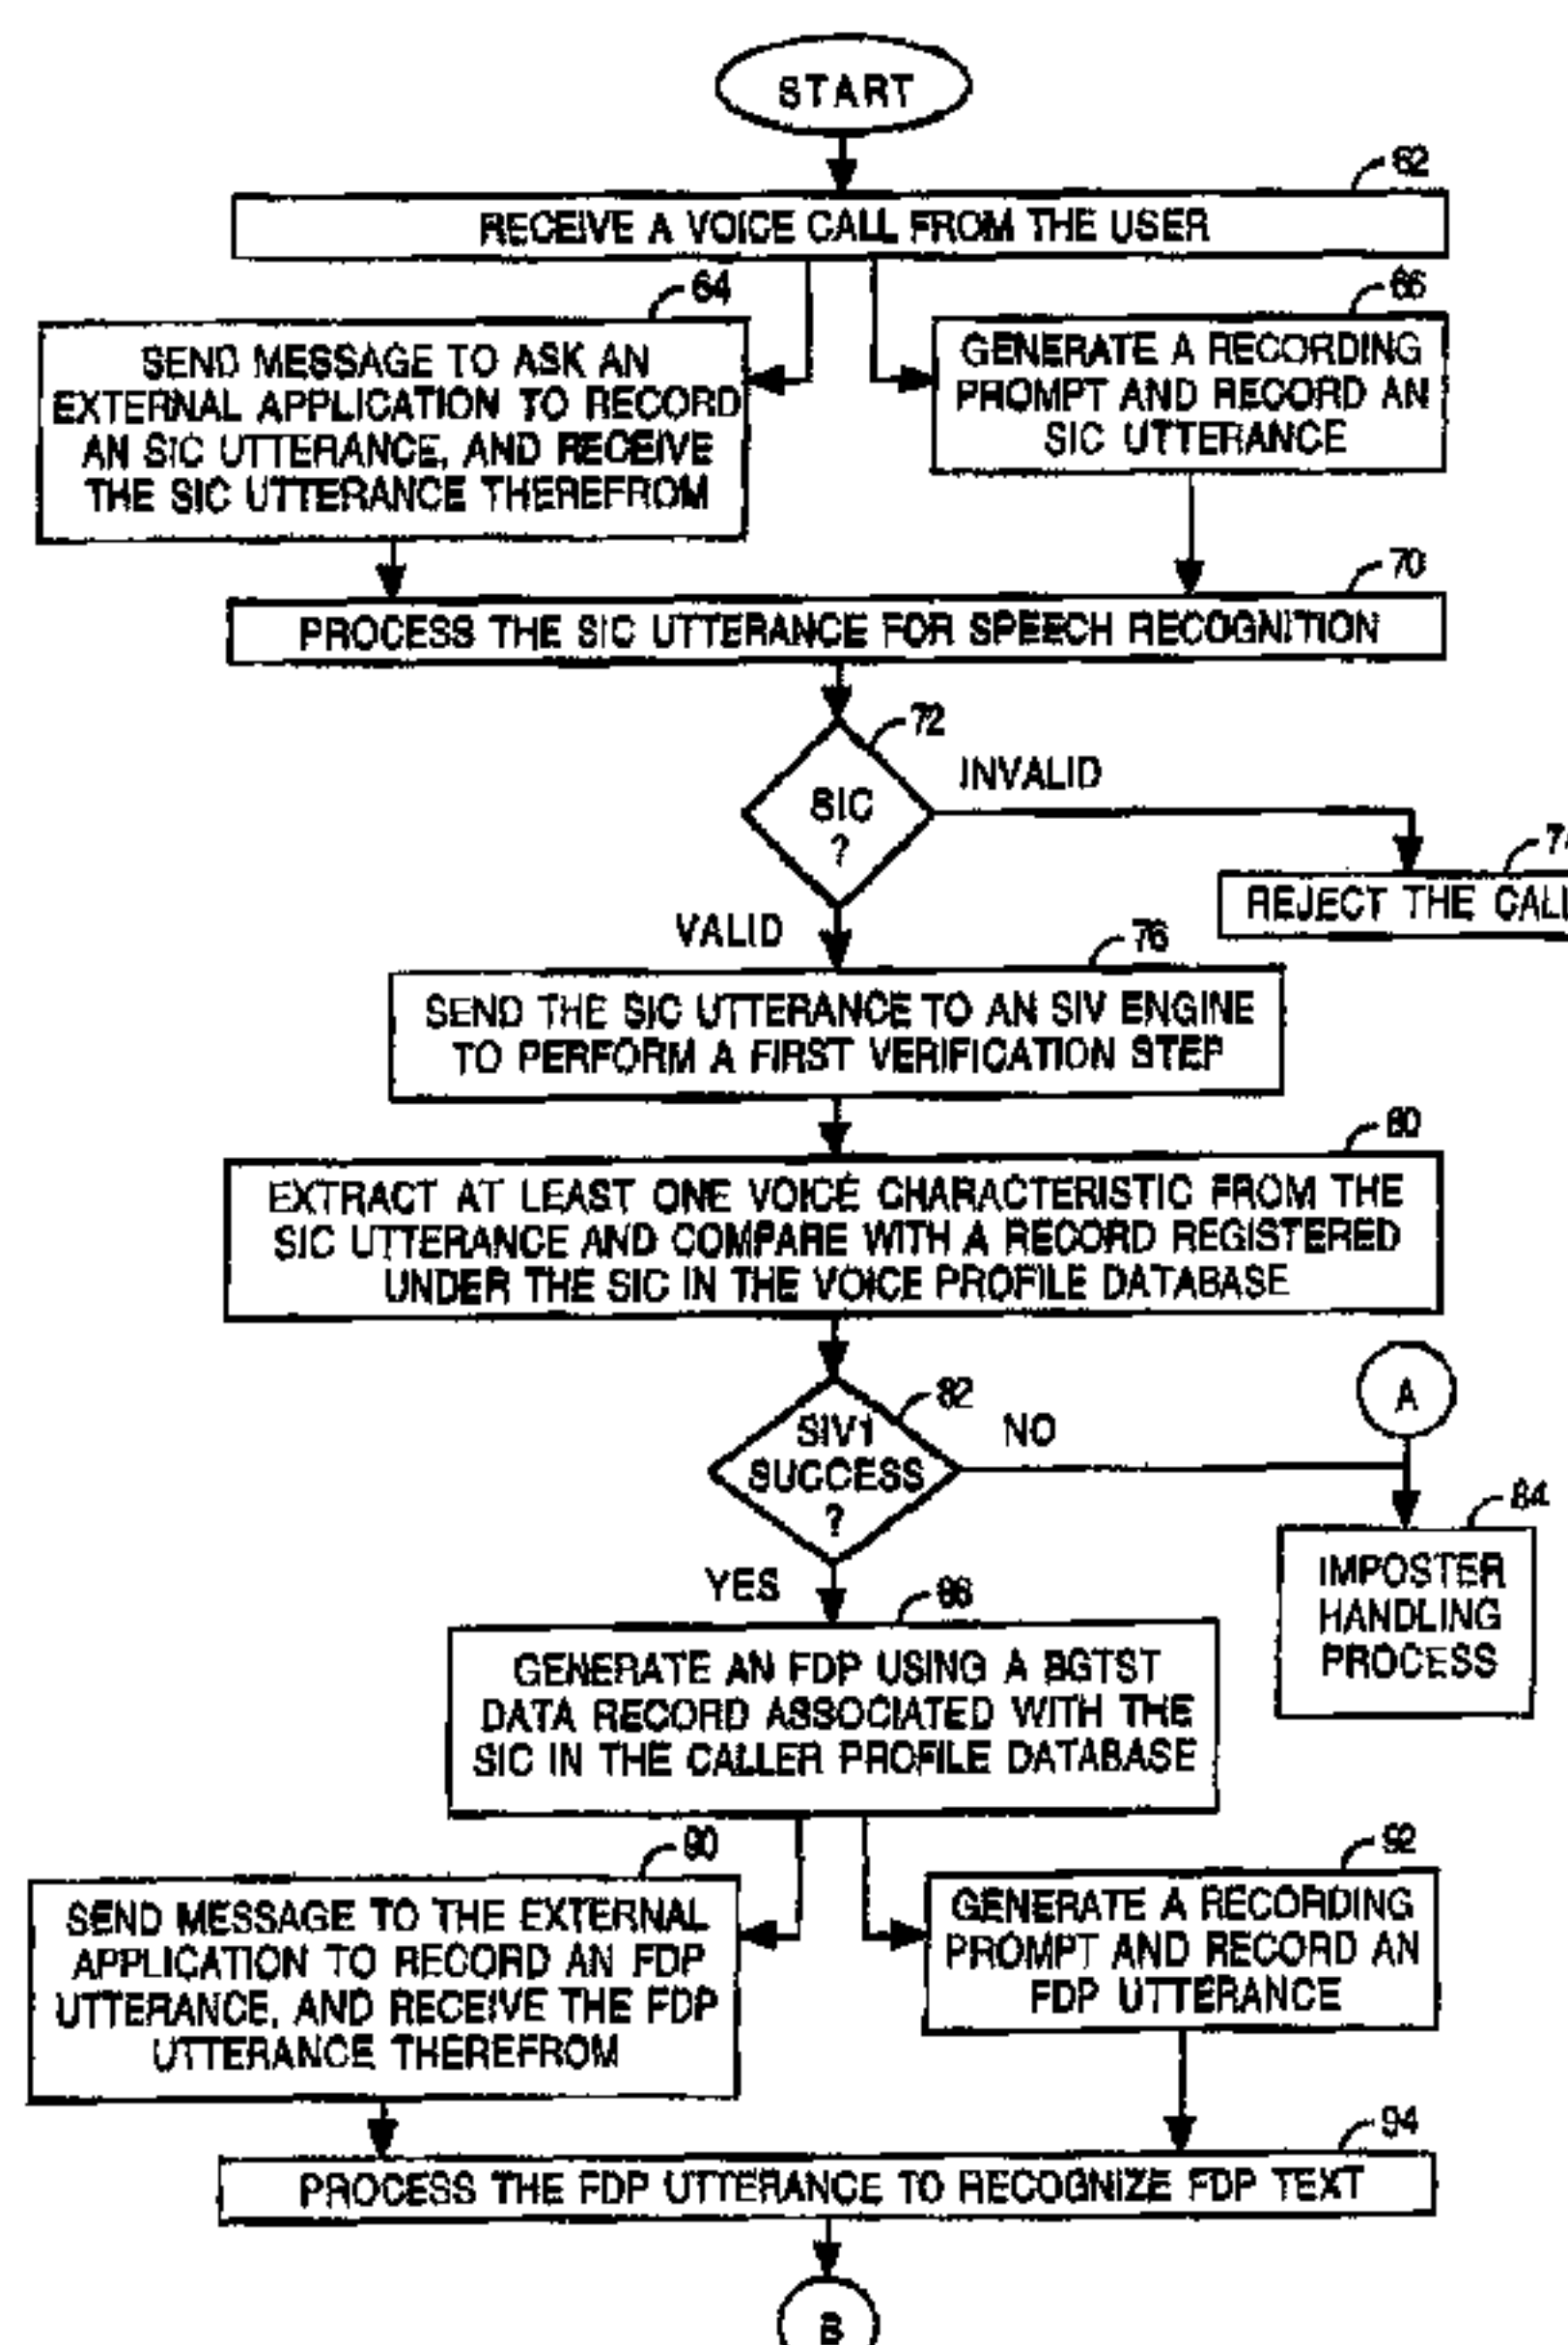 START
62
RECEIVE A VOICE CALL FROM THE USER
64
66
SEND MESSAGE TO ASK AN
EXTERNAL APPLICATION TO RECORD
AN SIC UTTERANCE, AND RECEIVE
THE SIC UTTERANCE THEREFROM
GENERATE A RECORDING
PROMPT AND RECORD AN
SIC UTTERANCE
70
PROCESS THE SIC UTTERANCE FOR SPEECH RECOGNITION
72
SIC
?
INVALID
REJECT THE CALL
VALID
76
SEND THE SIC UTTERANCE TO AN SIV ENGINE
TO PERFORM A FIRST VERIFICATION STEP
80
EXTRACT AT LEAST ONE VOICE CHARACTERISTIC FROM THE
SIC UTTERANCE AND COMPARE WITH A RECORD REGISTERED
UNDER THE SIC IN THE VOICE PROFILE DATABASE
82
SIV1
SUCCESS
?
NO
A
84
IMPOSTER
HANDLING
PROCESS
YES
86
GENERATE AN FDP USING A BGTST
DATA RECORD ASSOCIATED WITH THE
SIC IN THE CALLER PROFILE DATABASE
90
92
SEND MESSAGE TO THE EXTERNAL
APPLICATION TO RECORD AN FDP
UTTERANCE, AND RECEIVE THE FDP
UTTERANCE THEREFROM
GENERATE A RECORDING
PROMPT AND RECORD AN
FDP UTTERANCE
94
PROCESS THE FDP UTTERANCE TO RECOGNIZE FDP TEXT
B